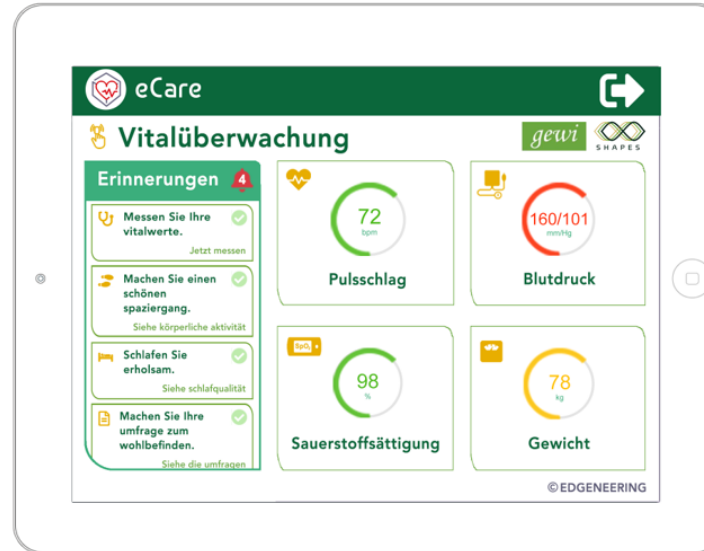 eCare
Vitalüberwachung
gewi
SHAPES
Erinnerungen
4
Messen Sie Ihre
vitalwerte.
Jetzt messen
Machen Sie einen
schönen
spaziergang.
Siehe körperliche aktivität
Schlafen Sie
erholsam.
Siehe schlafqualität
Machen Sie Ihre
umfrage zum
wohlbefinden.
Siehe die umfragen
72
bpm
Pulsschlag
160/101
mm/Hg
Blutdruck
SpO₂
98
%
Sauerstoffsättigung
78
kg
Gewicht
©EDGENEERING